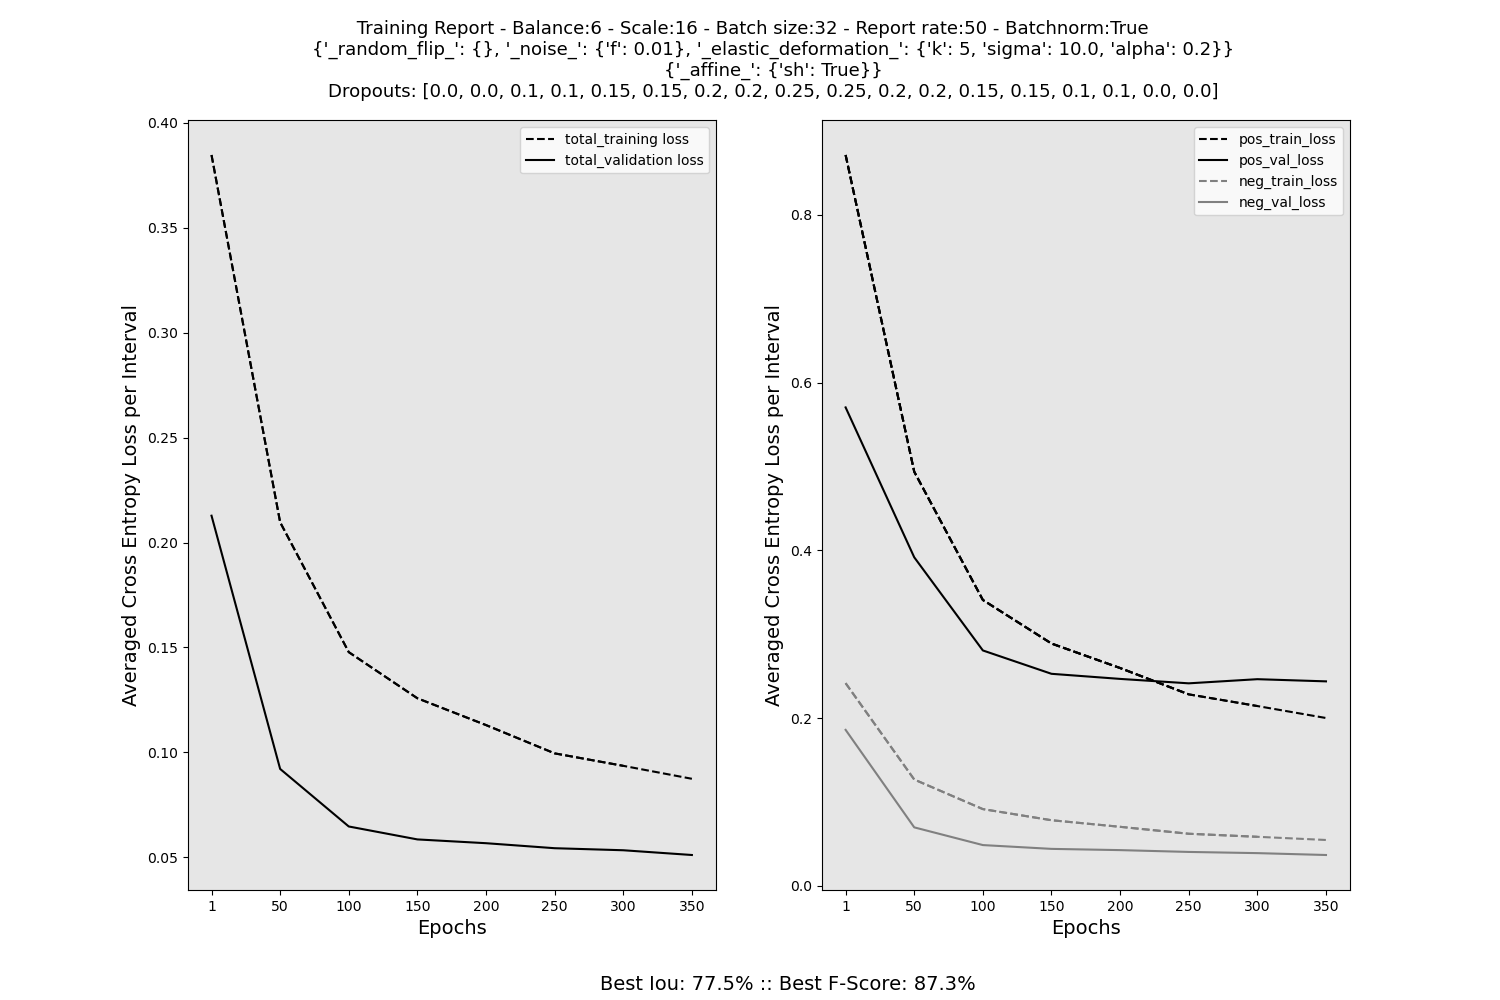 Training Report - Balance:6 - Scale:16 - Batch size:32 - Report rate:50 - Batchnorm:True
{'_random_flip_': {}, '_noise_': {'f': 0.01}, '_elastic_deformation_': {'k': 5, 'sigma': 10.0, 'alpha': 0.2}}
{'_affine_': {'sh': True}}
Dropouts: [0.0, 0.0, 0.1, 0.1, 0.15, 0.15, 0.2, 0.2, 0.25, 0.25, 0.2, 0.2, 0.15, 0.15, 0.1, 0.1, 0.0, 0.0]
Averaged Cross Entropy Loss per Interval
0.40
0.35
0.30
0.25
0.20
0.15
0.10
0.05
total_training loss
total_validation loss
1 50 100 150 200 250 300 350
Epochs
Averaged Cross Entropy Loss per Interval
0.8
0.6
0.4
0.2
0.0
pos_train_loss
pos_val_loss
neg_train_loss
neg_val_loss
1 50 100 150 200 250 300 350
Epochs
Best Iou: 77.5% :: Best F-Score: 87.3%